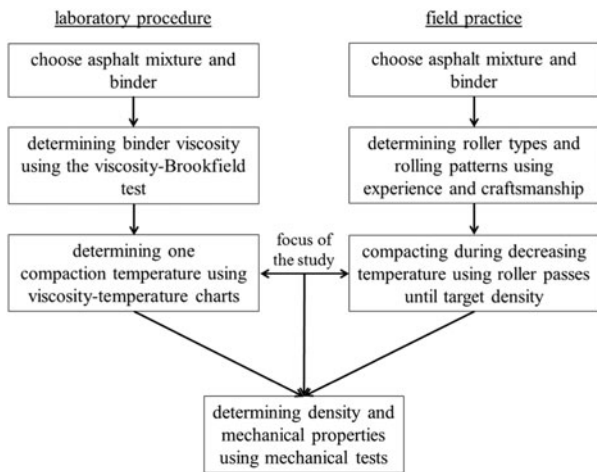 laboratory procedure
choose asphalt mixture and
binder
determining binder viscosity
using the viscosity-Brookfield
test
determining one
compaction temperature using
viscosity-temperature charts
focus of
the study
field practice
choose asphalt mixture and
binder
determining roller types and
rolling patterns using
experience and craftsmanship
compacting during decreasing
temperature using roller passes
until target density
determining density and
mechanical properties
using mechanical tests